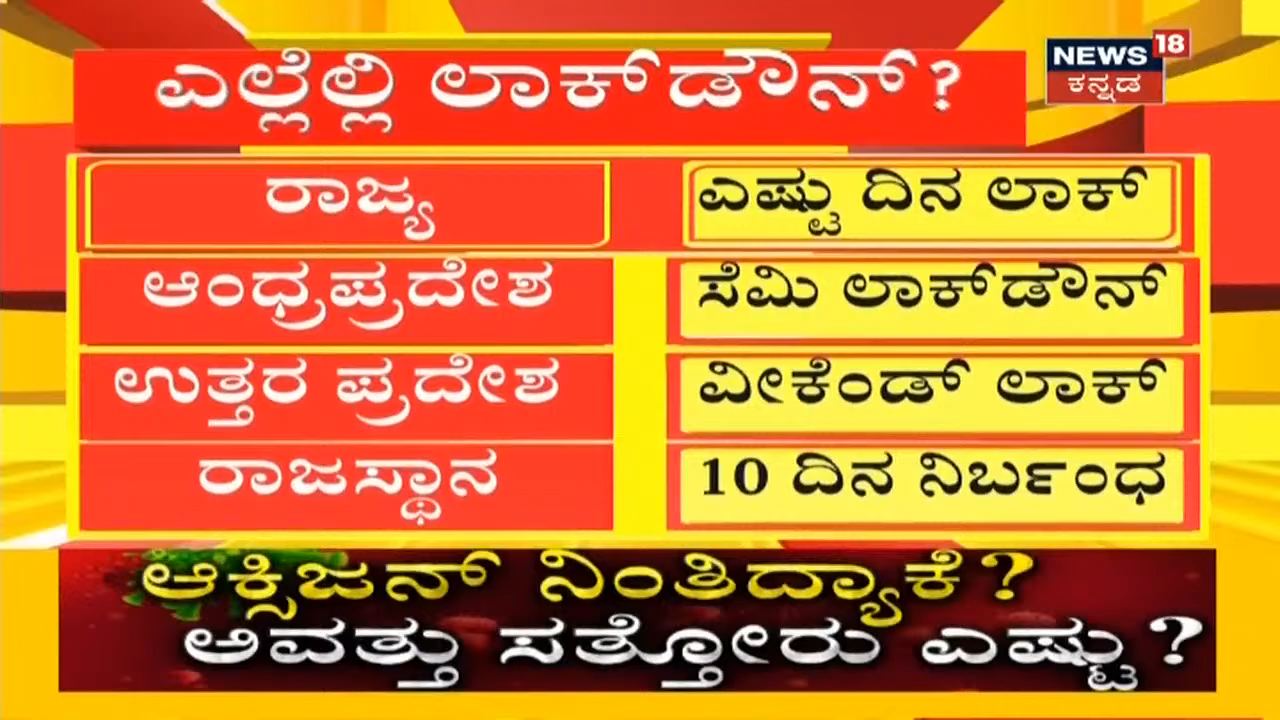 ಎಲ್ಲೆಲ್ಲಿ ಲಾಕ್‌ಡೌನ್?
NEWS 18
ಕನ್ನಡ
ರಾಜ್ಯ ಎಷ್ಟು ದಿನ ಲಾಕ್
ಆಂಧ್ರಪ್ರದೇಶ ಸೆಮಿ ಲಾಕ್‌ಡೌನ್
ಉತ್ತರ ಪ್ರದೇಶ ವೀಕೆಂಡ್ ಲಾಕ್
ರಾಜಸ್ಥಾನ 10 ದಿನ ನಿರ್ಬಂಧ
ಆಕ್ಸಿಜನ್ ನಿಂತಿದ್ಯಾಕೆ?
ಅವತ್ತು ಸತ್ತೋರು ಎಷ್ಟು?